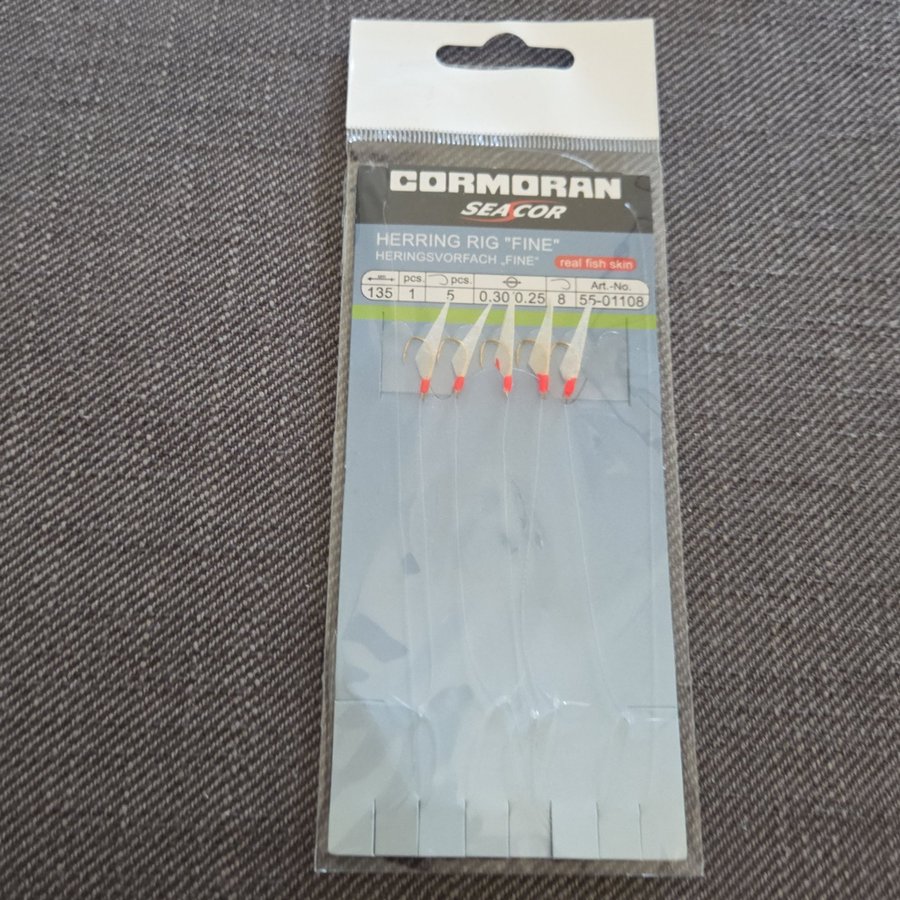 CORMORAN
SEACOR
HERRING RIG "FINE"
HERINGSVORFACH „FINE"
real fish skin
pcs. pcs. Art.-No.
135 1 5 0.30 0.25 8 55-01108